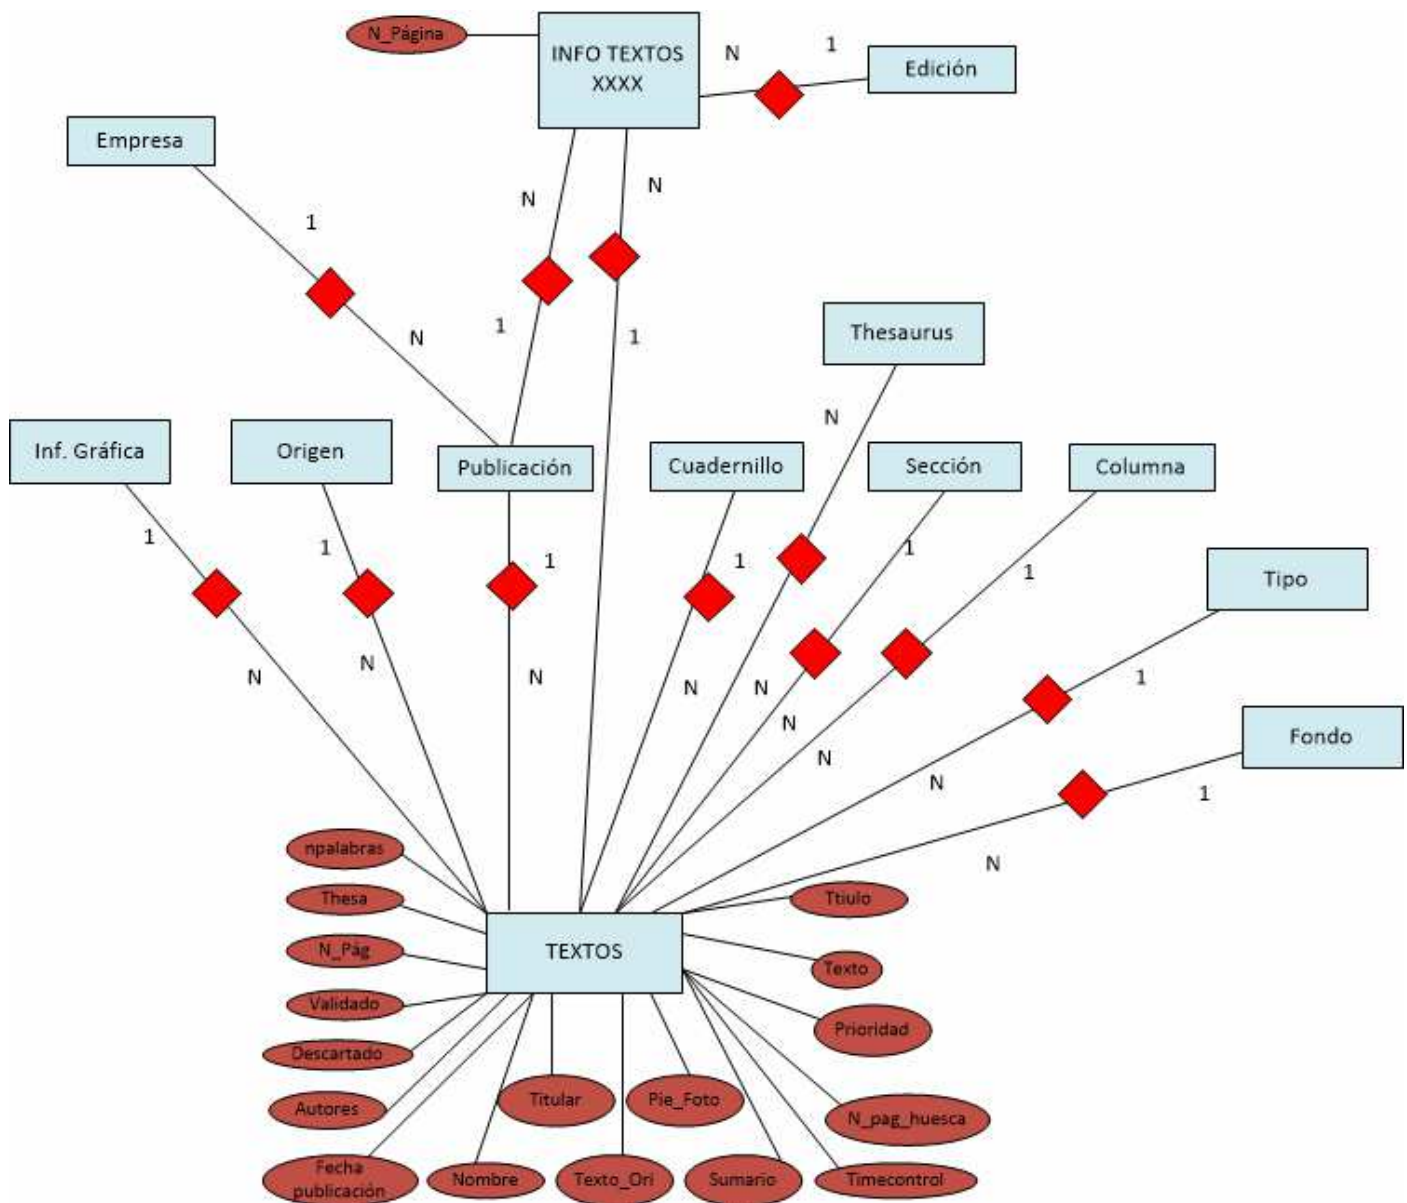 N_Página
INFO TEXTOS
XXXX
N
1
Edición
Empresa
1
N
N
N
1
1
Thesaurus
N
Inf. Gráfica
Origen
Publicación
Cuadernillo
Sección
Columna
1
1
1
1
1
1
Tipo
N
N
N
N
N
N
N
N
1
Fondo
1
N
npalabras
Thesa
N_Pág
Validado
Descartado
Autores
Fecha
publicación
Nombre
Titular
Texto_Ori
Pie_Foto
Sumario
TEXTOS
Ttiulo
Texto
Prioridad
N_pag_huesca
Timecontrol